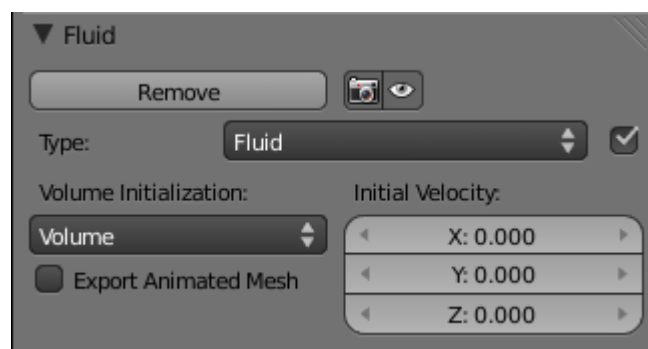 Fluid
Remove
Type: Fluid
Volume Initialization: Initial Velocity:
Volume X: 0.000
Export Animated Mesh Y: 0.000
Z: 0.000